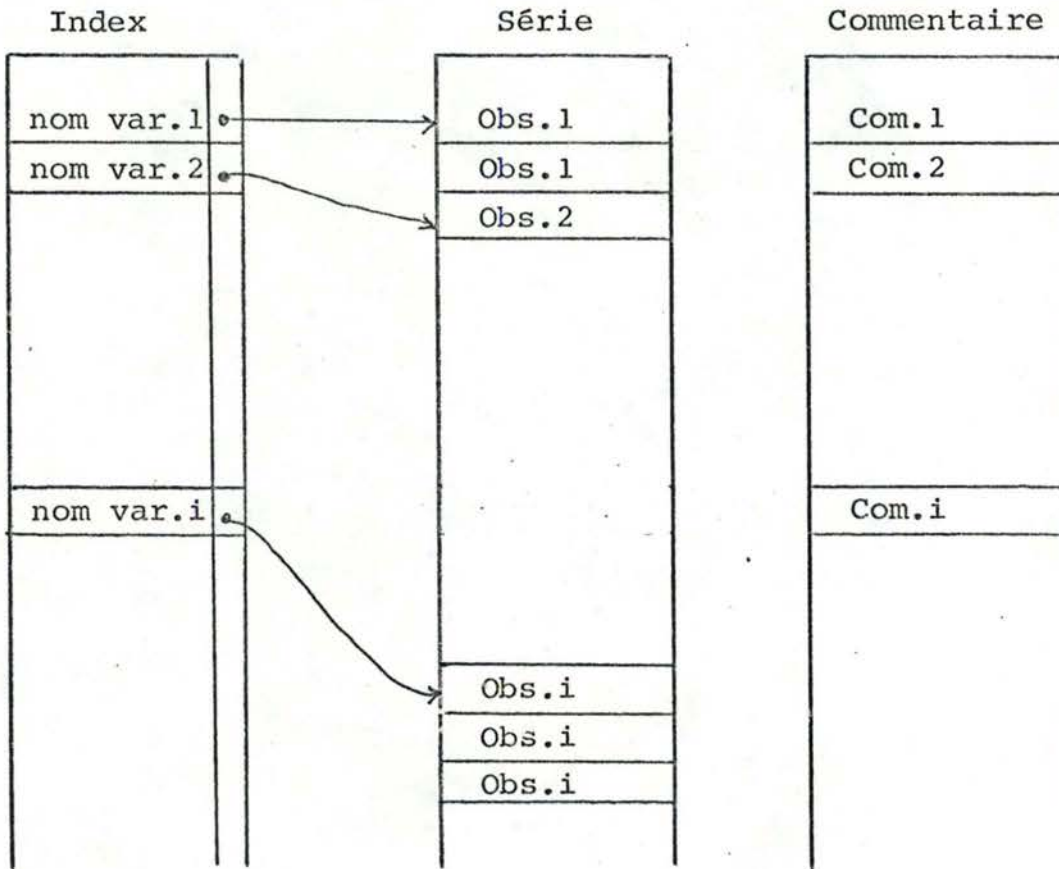 Index Série Commentaire
nom var.1 Obs.1 Com.1
nom var.2 Obs.1 Com.2
Obs.2
nom var.i Com.i
Obs.i
Obs.i
Obs.i